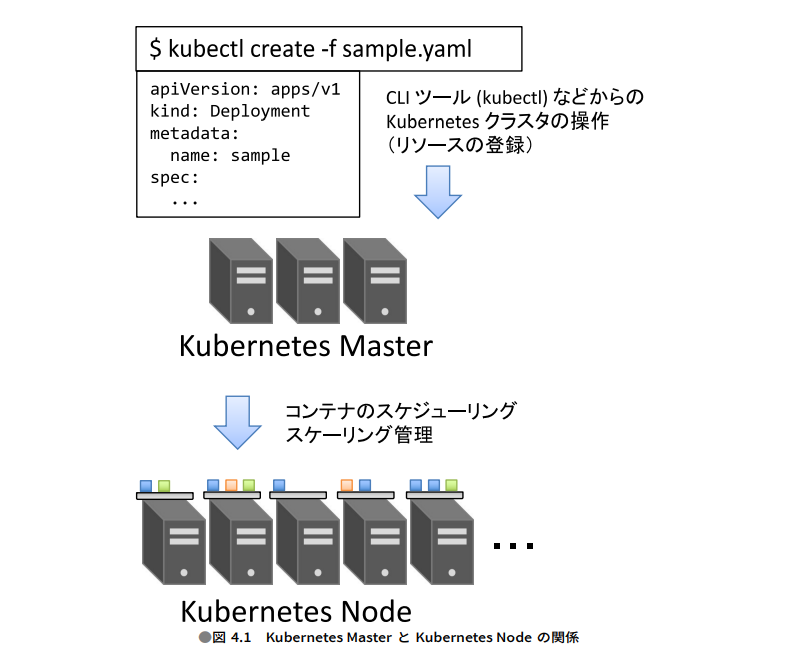 $ kubectl create -f sample.yaml
apiVersion: apps/v1
kind: Deployment
metadata:
  name: sample
spec:
  ...
CLI ツール (kubectl) などからの
Kubernetes クラスタの操作
（リソースの登録）
Kubernetes Master
コンテナのスケジューリング
スケーリング管理
...
Kubernetes Node
●図 4.1　Kubernetes Master と Kubernetes Node の関係